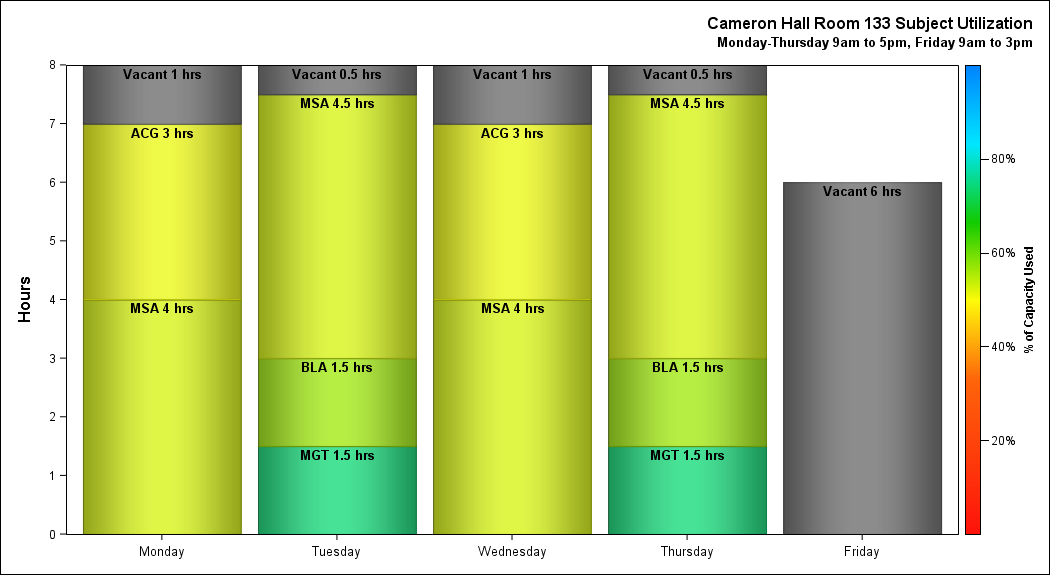 Cameron Hall Room 133 Subject Utilization
Monday-Thursday 9am to 5pm, Friday 9am to 3pm
Hours
8
7
6
5
4
3
2
1
0
Vacant 1 hrs
ACG 3 hrs
MSA 4 hrs
Vacant 0.5 hrs
MSA 4.5 hrs
BLA 1.5 hrs
MGT 1.5 hrs
Vacant 1 hrs
ACG 3 hrs
MSA 4 hrs
Vacant 0.5 hrs
MSA 4.5 hrs
BLA 1.5 hrs
MGT 1.5 hrs
Vacant 6 hrs
Monday Tuesday Wednesday Thursday Friday
80%
60%
40%
20%
% of Capacity Used